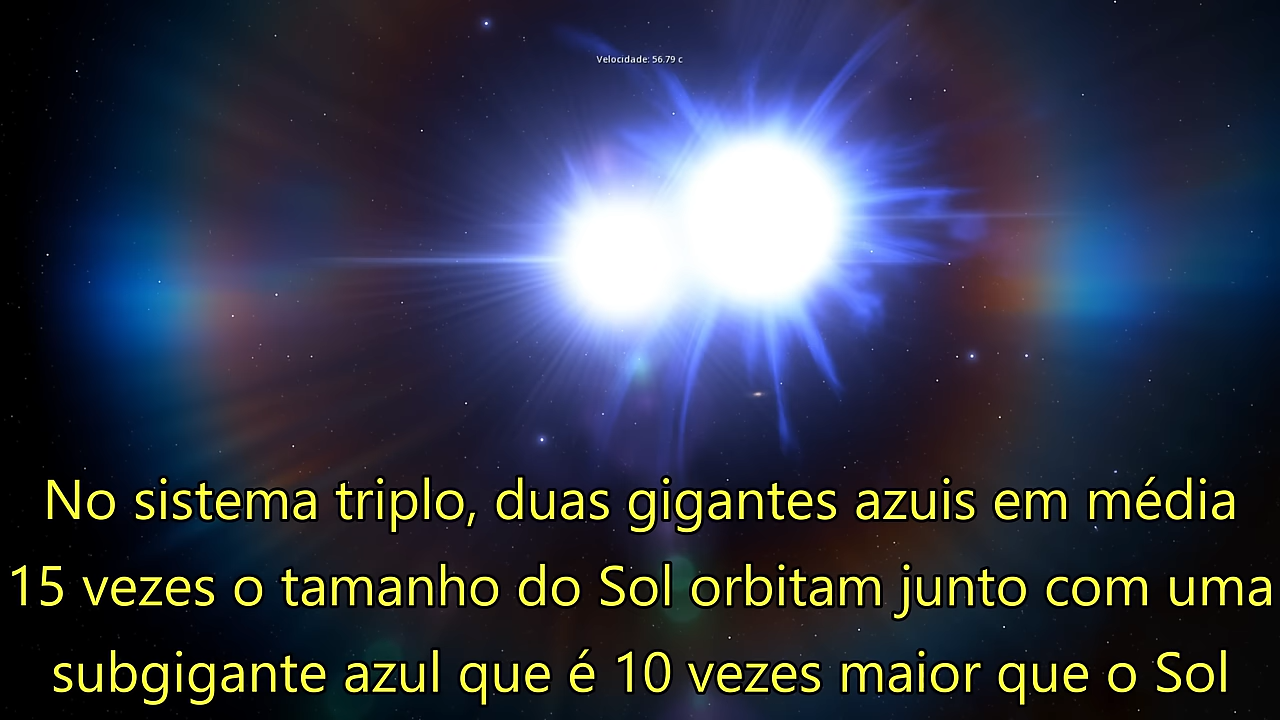 Velocidade: 56.79 c
No sistema triplo, duas gigantes azuis em média
15 vezes o tamanho do Sol orbitam junto com uma
subgigante azul que é 10 vezes maior que o Sol